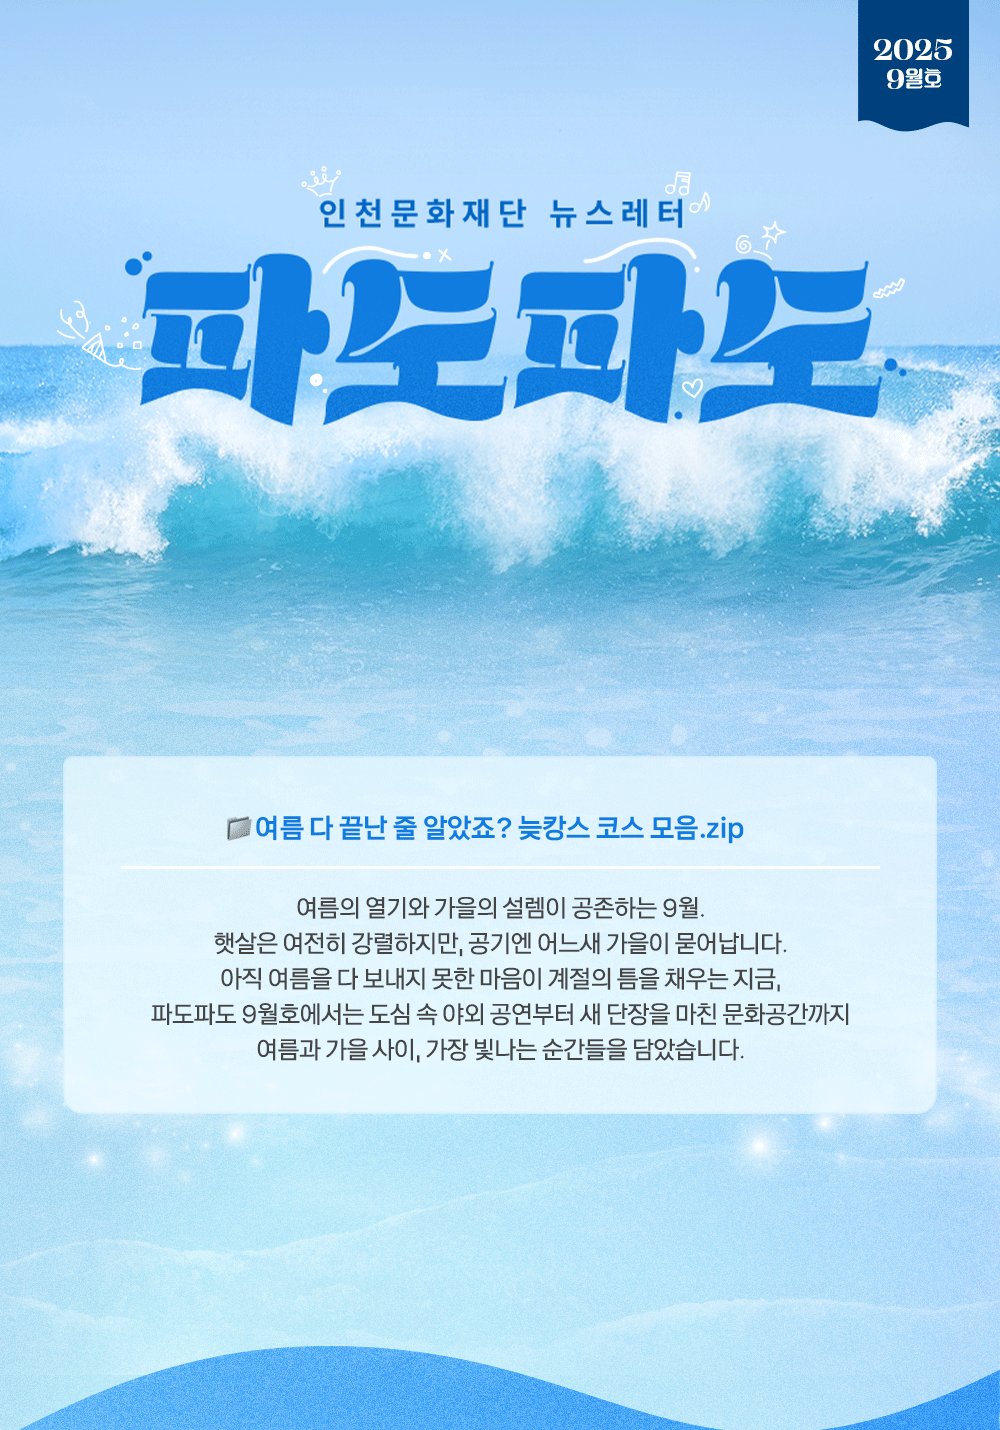 2025
9월호
인천문화재단 뉴스레터
파도파도
여름 다 끝난 줄 알았죠? 늦캉스 코스 모음.zip
여름의 열기와 가을의 설렘이 공존하는 9월.
햇살은 여전히 강렬하지만, 공기엔 어느새 가을이 묻어납니다.
아직 여름을 다 보내지 못한 마음이 계절의 틈을 채우는 지금,
파도파도 9월호에서는 도심 속 야외 공연부터 새 단장을 마친 문화공간까지
여름과 가을 사이, 가장 빛나는 순간들을 담았습니다.